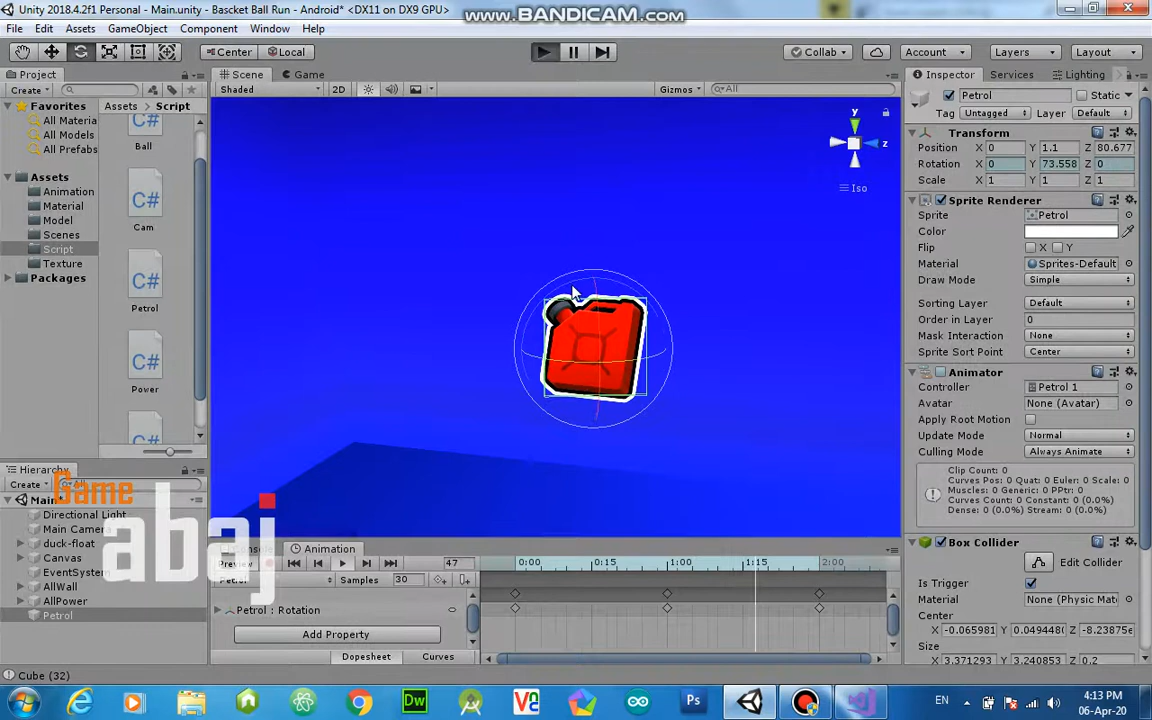 Unity 2018.4.2f1 Personal - Main.unity - Bascket Ball Run - Android* <DX11 on DX9 GPU>
www.BANDICAM.com
File Edit Assets GameObject Component Window Help
Center Local Collab Account Layers Layout
Project
Create
Favorites
All Materia
All Models
All Prefabs
Assets
Animation
Material
Model
Scenes
Script
Texture
Packages
Assets Script
Ball
Cam
Petrol
Power
Scene Game
Shaded 2D Gizmos All
y
z
Iso
Inspector Services Lighting
Petrol Static
Tag Untagged Layer Default
Transform
Position X 0 Y 1.1 Z 80.677
Rotation X 0 Y 73.558 Z 0
Scale X 1 Y 1 Z 1
Sprite Renderer
Sprite Petrol
Color
Flip X Y
Material Sprites-Default
Draw Mode Simple
Sorting Layer Default
Order in Layer 0
Mask Interaction None
Sprite Sort Point Center
Animator
Controller Petrol 1
Avatar None (Avatar)
Apply Root Motion
Update Mode Normal
Culling Mode Always Animate
Clip Count: 0
Curves Pos: 0 Quat: 0 Euler: 0 Scale: 0
Muscles: 0 Generic: 0 PPtr: 0
Curves Count: 0 Constant: 0 (0.0%)
Dense: 0 (0.0%) Stream: 0 (0.0%)
Box Collider
Edit Collider
Is Trigger
Material None (Physic Mate
Center
X -0.065981 Y 0.049448( Z -8.23875e
Size
X 3.371293 Y 3.240853 Z 0.2
Hierarchy
Create All
Main*
Directional Light
Main Camera
duck-float
Canvas
EventSystem
AllWall
AllPower
Petrol
Game
abaj
Console Animation
Preview 47
Petrol Samples 30
0:00 0:15 1:00 1:15 2:00
Petrol : Rotation
Add Property
Dopesheet Curves
Cube (32)
Dw
Ps
EN
4:13 PM
06-Apr-20